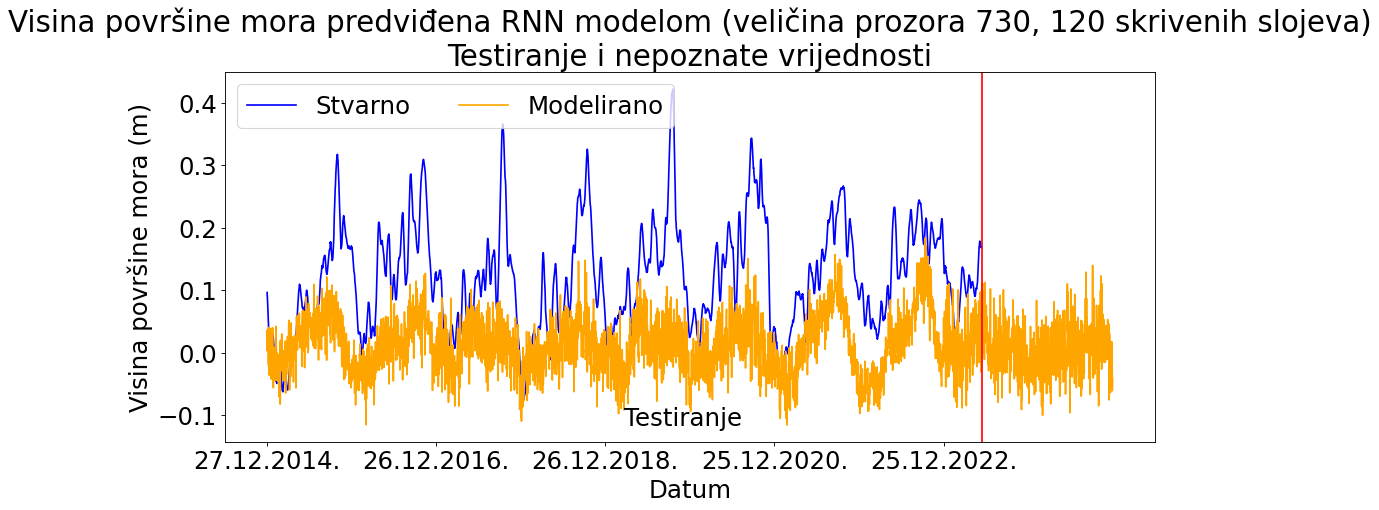 Visina površine mora predviđena RNN modelom (veličina prozora 730, 120 skrivenih slojeva)
Testiranje i nepoznate vrijednosti
Stvarno Modelirano
Visina površine mora (m)
0.4
0.3
0.2
0.1
0.0
−0.1
Testiranje
27.12.2014. 26.12.2016. 26.12.2018. 25.12.2020. 25.12.2022.
Datum